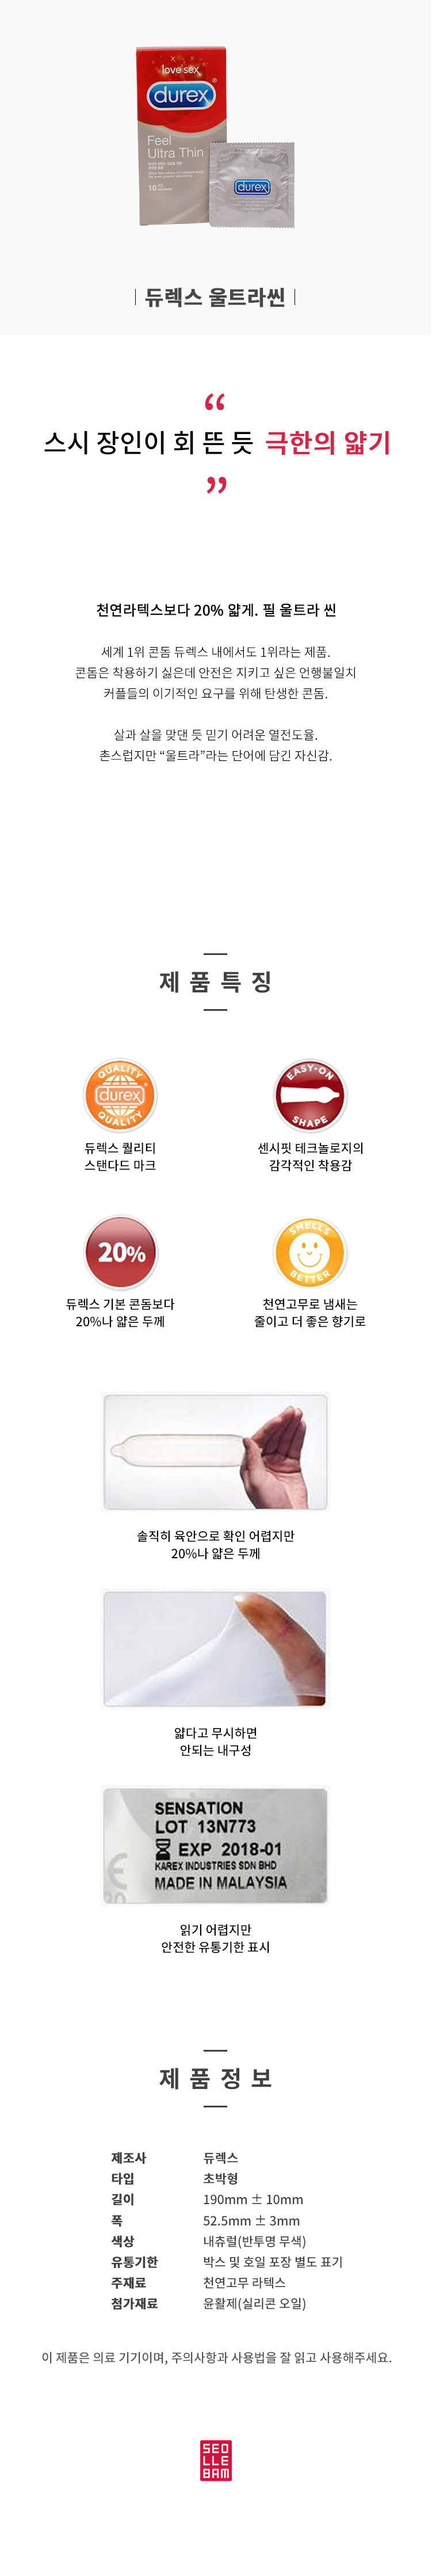 love sex
durex
Feel
Ultra Thin
10
durex
듀렉스 울트라씬
“
스시 장인이 회 뜬 듯 극한의 얇기
”
천연라텍스보다 20% 얇게. 필 울트라 씬
세계 1위 콘돔 듀렉스 내에서도 1위라는 제품.
콘돔은 착용하기 싫은데 안전은 지키고 싶은 언행불일치
커플들의 이기적인 요구를 위해 탄생한 콘돔.
살과 살을 맞댄 듯 믿기 어려운 열전도율.
촌스럽지만 “울트라”라는 단어에 담긴 자신감.
제품특징
QUALITY
durex
QUALITY
듀렉스 퀄리티
스탠다드 마크
EASY-ON
SHAPE
센시핏 테크놀로지의
감각적인 착용감
20%
듀렉스 기본 콘돔보다
20%나 얇은 두께
SMELLS
BETTER
천연고무로 냄새는
줄이고 더 좋은 향기로
솔직히 육안으로 확인 어렵지만
20%나 얇은 두께
얇다고 무시하면
안되는 내구성
SENSATION
LOT 13N773
EXP 2018-01
KAREX INDUSTRIES SDN BHD
MADE IN MALAYSIA
읽기 어렵지만
안전한 유통기한 표시
제품정보
제조사 듀렉스
타입 초박형
길이 190mm ± 10mm
폭 52.5mm ± 3mm
색상 내츄럴(반투명 무색)
유통기한 박스 및 호일 포장 별도 표기
주재료 천연고무 라텍스
첨가재료 윤활제(실리콘 오일)
이 제품은 의료 기기이며, 주의사항과 사용법을 잘 읽고 사용해주세요.
SEO
LLE
BAM